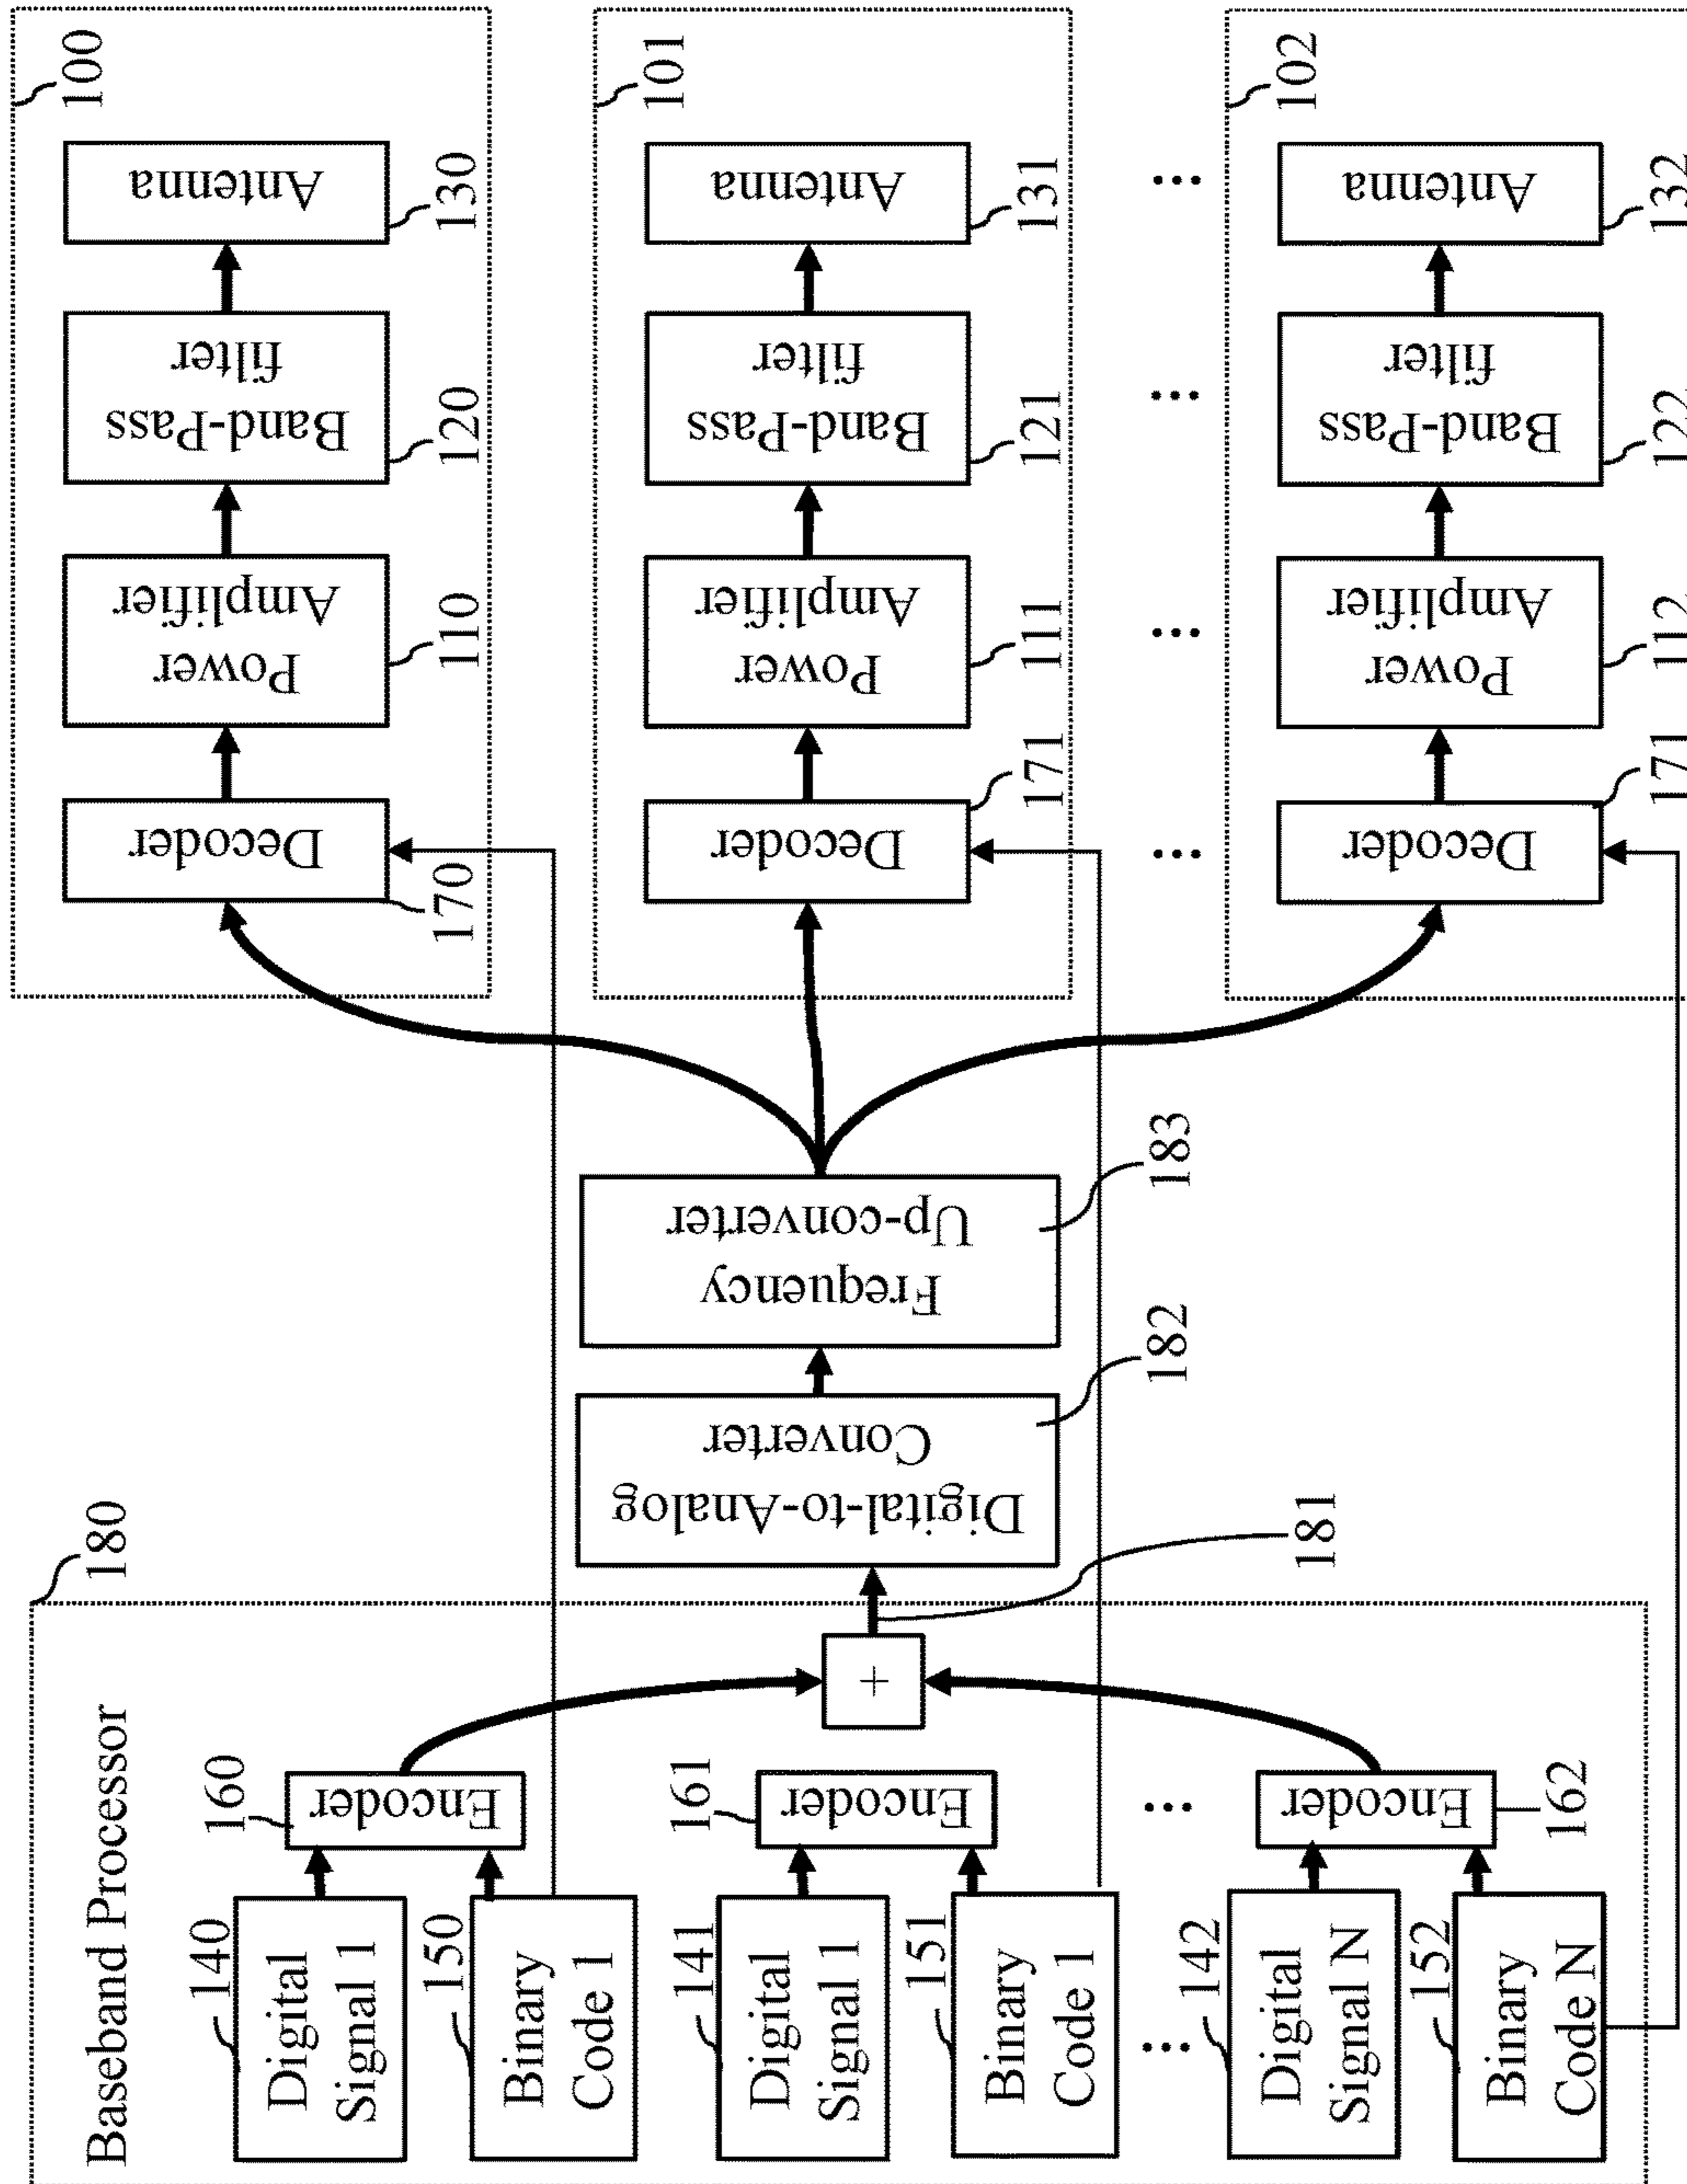 Baseband Processor
180
140
Digital
Signal 1
150
Binary
Code 1
160
Encoder
141
Digital
Signal 1
151
Binary
Code 1
161
Encoder
...
...
142
Digital
Signal N
152
Binary
Code N
162
Encoder
+
181
Digital-to-Analog
Converter
182
Frequency
Up-converter
183
100
Decoder
170
Power
Amplifier
110
Band-Pass
filter
120
Antenna
130
101
Decoder
171
Power
Amplifier
111
Band-Pass
filter
121
Antenna
131
...
...
...
...
102
Decoder
171
Power
Amplifier
112
Band-Pass
filter
122
Antenna
132